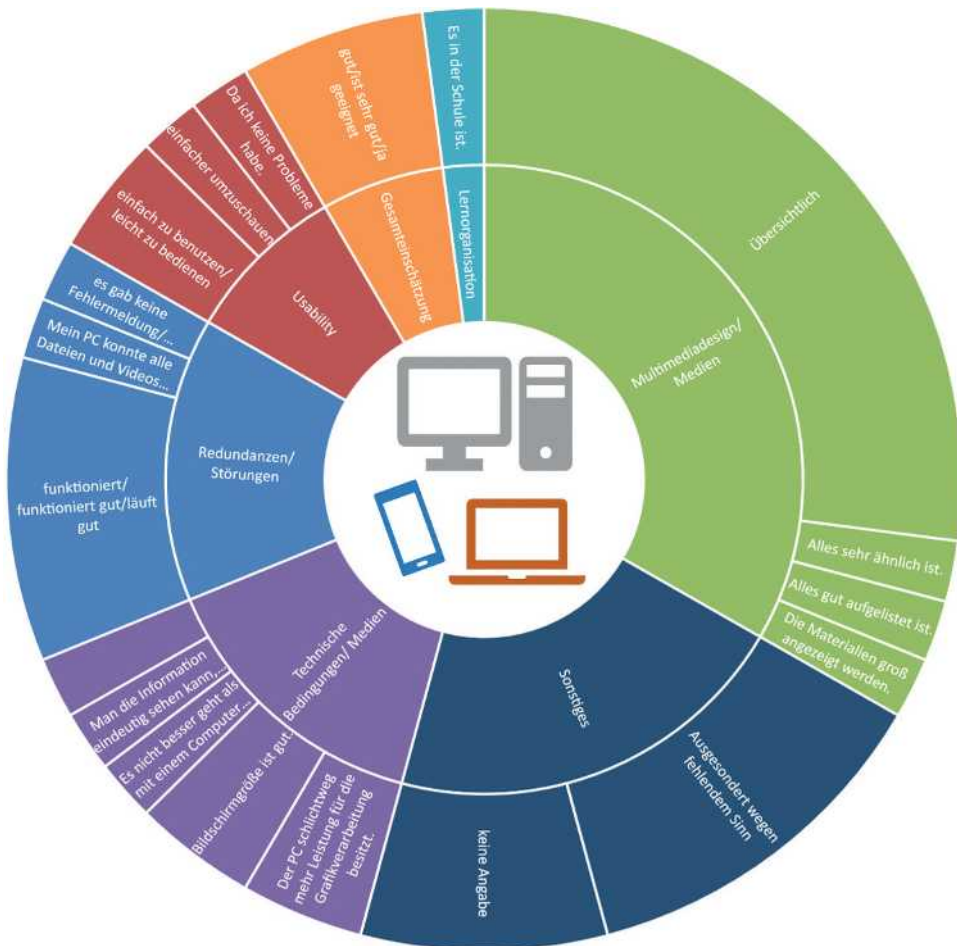 Übersichtlich
Alles sehr ähnlich ist.
Alles gut aufgelistet ist.
Die Materialien groß
angezeigt werden.
Multimediadesign/
Medien
Ausgesondert wegen
fehlendem Sinn
keine Angabe
Sonstiges
Der PC schlichtweg
mehr Leistung für die
Grafikverarbeitung
besitzt.
Bildschirmgröße ist gut.
Es nicht besser geht als
mit einem Computer...
Man die Information
eindeutig sehen kann,...
Technische
Bedingungen/ Medien
funktioniert/
funktioniert gut/läuft
gut
Mein PC konnte alle
Dateien und Videos...
es gab keine
Fehlermeldung/...
Redundanzen/
Störungen
einfach zu benutzen/
leicht zu bedienen
einfacher umzuschauen
Da ich keine Probleme
habe.
Usability
gut/ist sehr gut/ja
geeignet
Gesamteinschätzung
Es in der Schule ist.
Lernorganisation